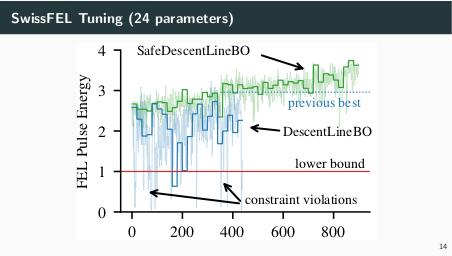 SwissFEL Tuning (24 parameters)
SafeDescentLineBO
previous best
DescentLineBO
lower bound
constraint violations
FEL Pulse Energy
4
3
2
1
0
0 200 400 600 800
14